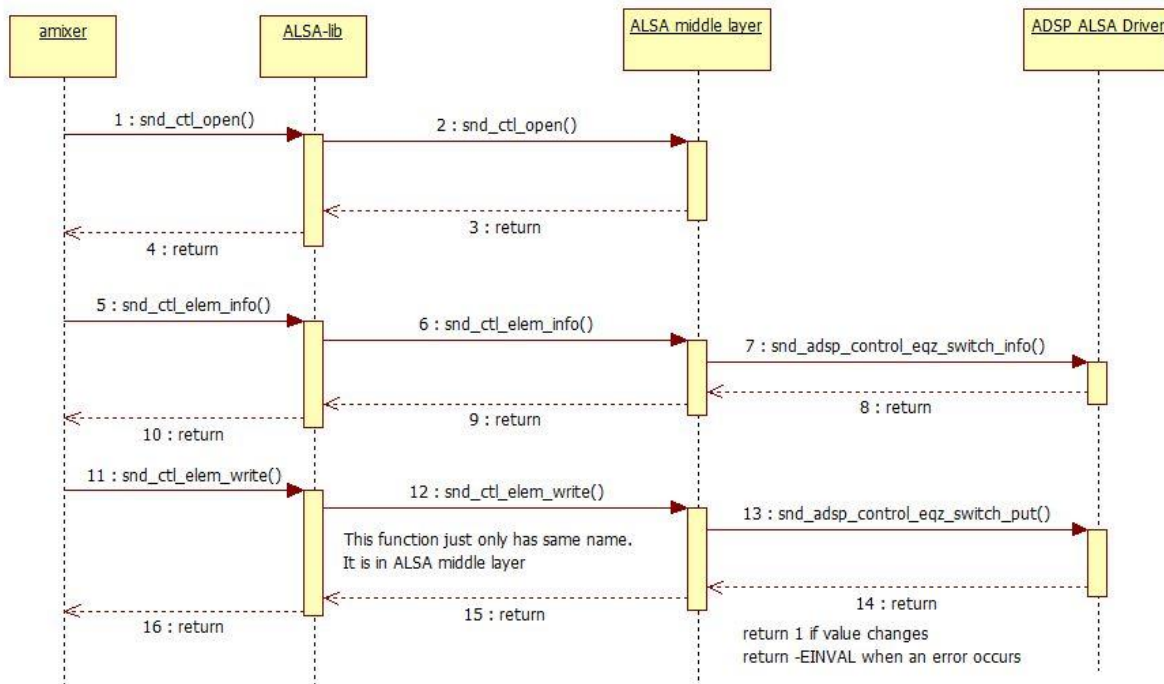 amixer
ALSA-lib
ALSA middle layer
ADSP ALSA Driver
1 : snd_ctl_open()
2 : snd_ctl_open()
3 : return
4 : return
5 : snd_ctl_elem_info()
6 : snd_ctl_elem_info()
7 : snd_adsp_control_eqz_switch_info()
8 : return
9 : return
10 : return
11 : snd_ctl_elem_write()
12 : snd_ctl_elem_write()
13 : snd_adsp_control_eqz_switch_put()
This function just only has same name.
It is in ALSA middle layer
14 : return
15 : return
16 : return
return 1 if value changes
return -EINVAL when an error occurs